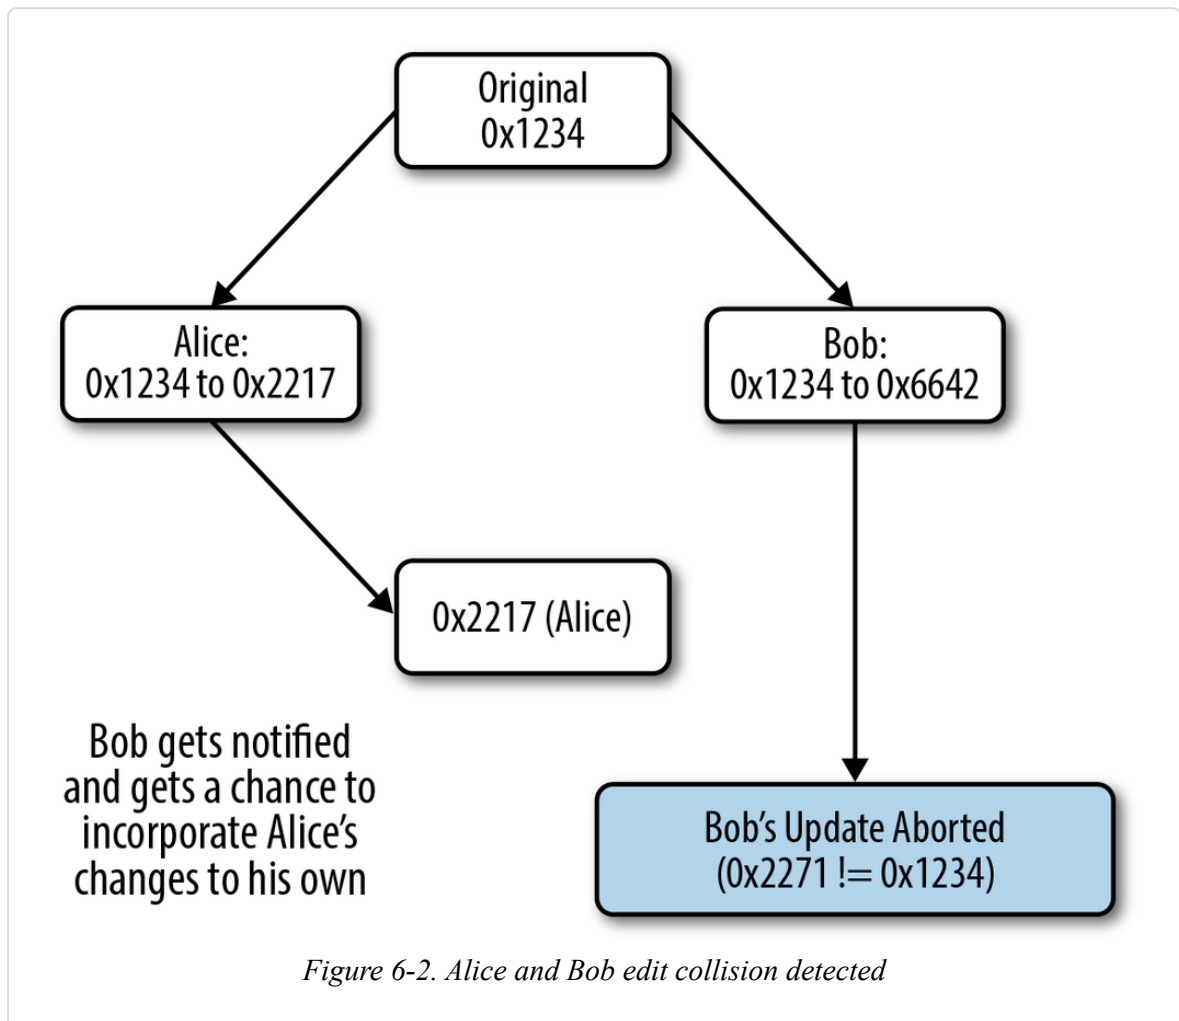 Original
0x1234
Alice:
0x1234 to 0x2217
Bob:
0x1234 to 0x6642
0x2217 (Alice)
Bob gets notified
and gets a chance to
incorporate Alice’s
changes to his own
Bob’s Update Aborted
(0x2271 != 0x1234)
Figure 6-2. Alice and Bob edit collision detected